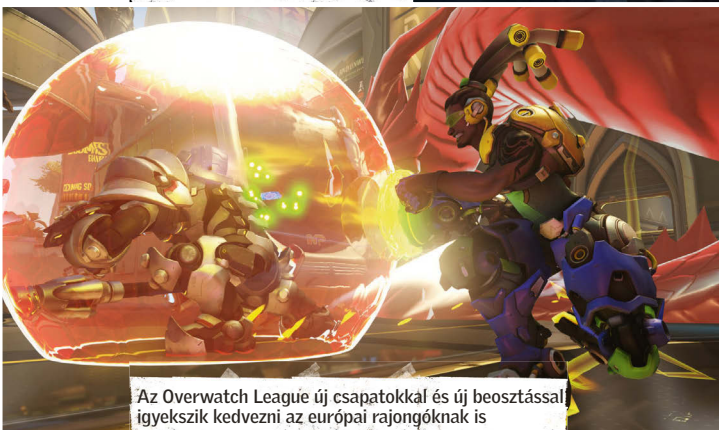 Az Overwatch League új csapatokkal és új beosztással
igyekszik kedvezni az európai rajongóknak is